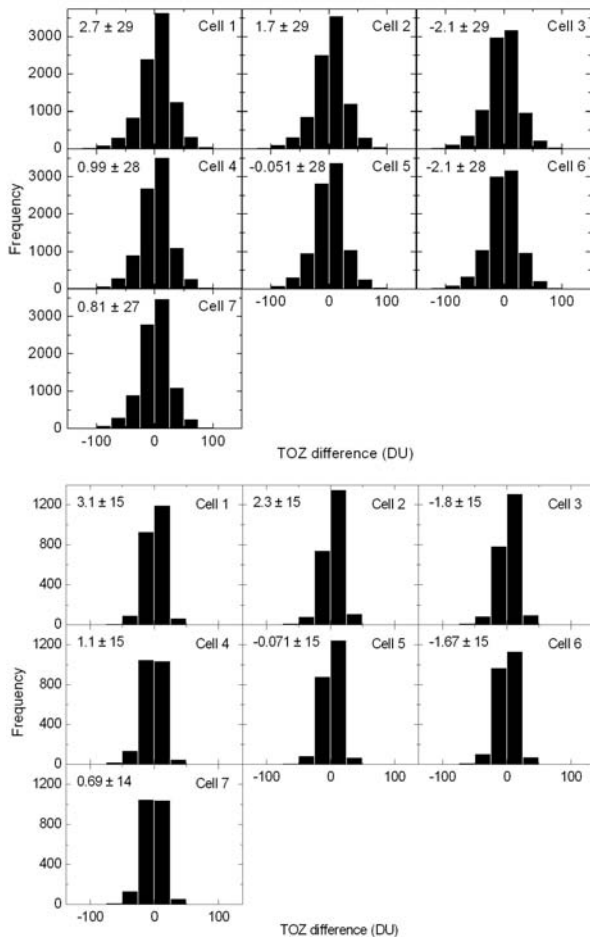 2.7 ± 29 Cell 1
1.7 ± 29 Cell 2
-2.1 ± 29 Cell 3
3000
2000
1000
0
0.99 ± 28 Cell 4
-0.051 ± 28 Cell 5
-2.1 ± 28 Cell 6
3000
2000
1000
0
Frequency
0.81 ± 27 Cell 7
-100 0 100
-100 0 100
3000
2000
1000
0
-100 0 100
TOZ difference (DU)
3.1 ± 15 Cell 1
2.3 ± 15 Cell 2
-1.8 ± 15 Cell 3
1200
800
400
0
1.1 ± 15 Cell 4
-0.071 ± 15 Cell 5
-1.67 ± 15 Cell 6
1200
800
400
0
Frequency
0.69 ± 14 Cell 7
-100 0 100
-100 0 100
1200
800
400
0
-100 0 100
TOZ difference (DU)